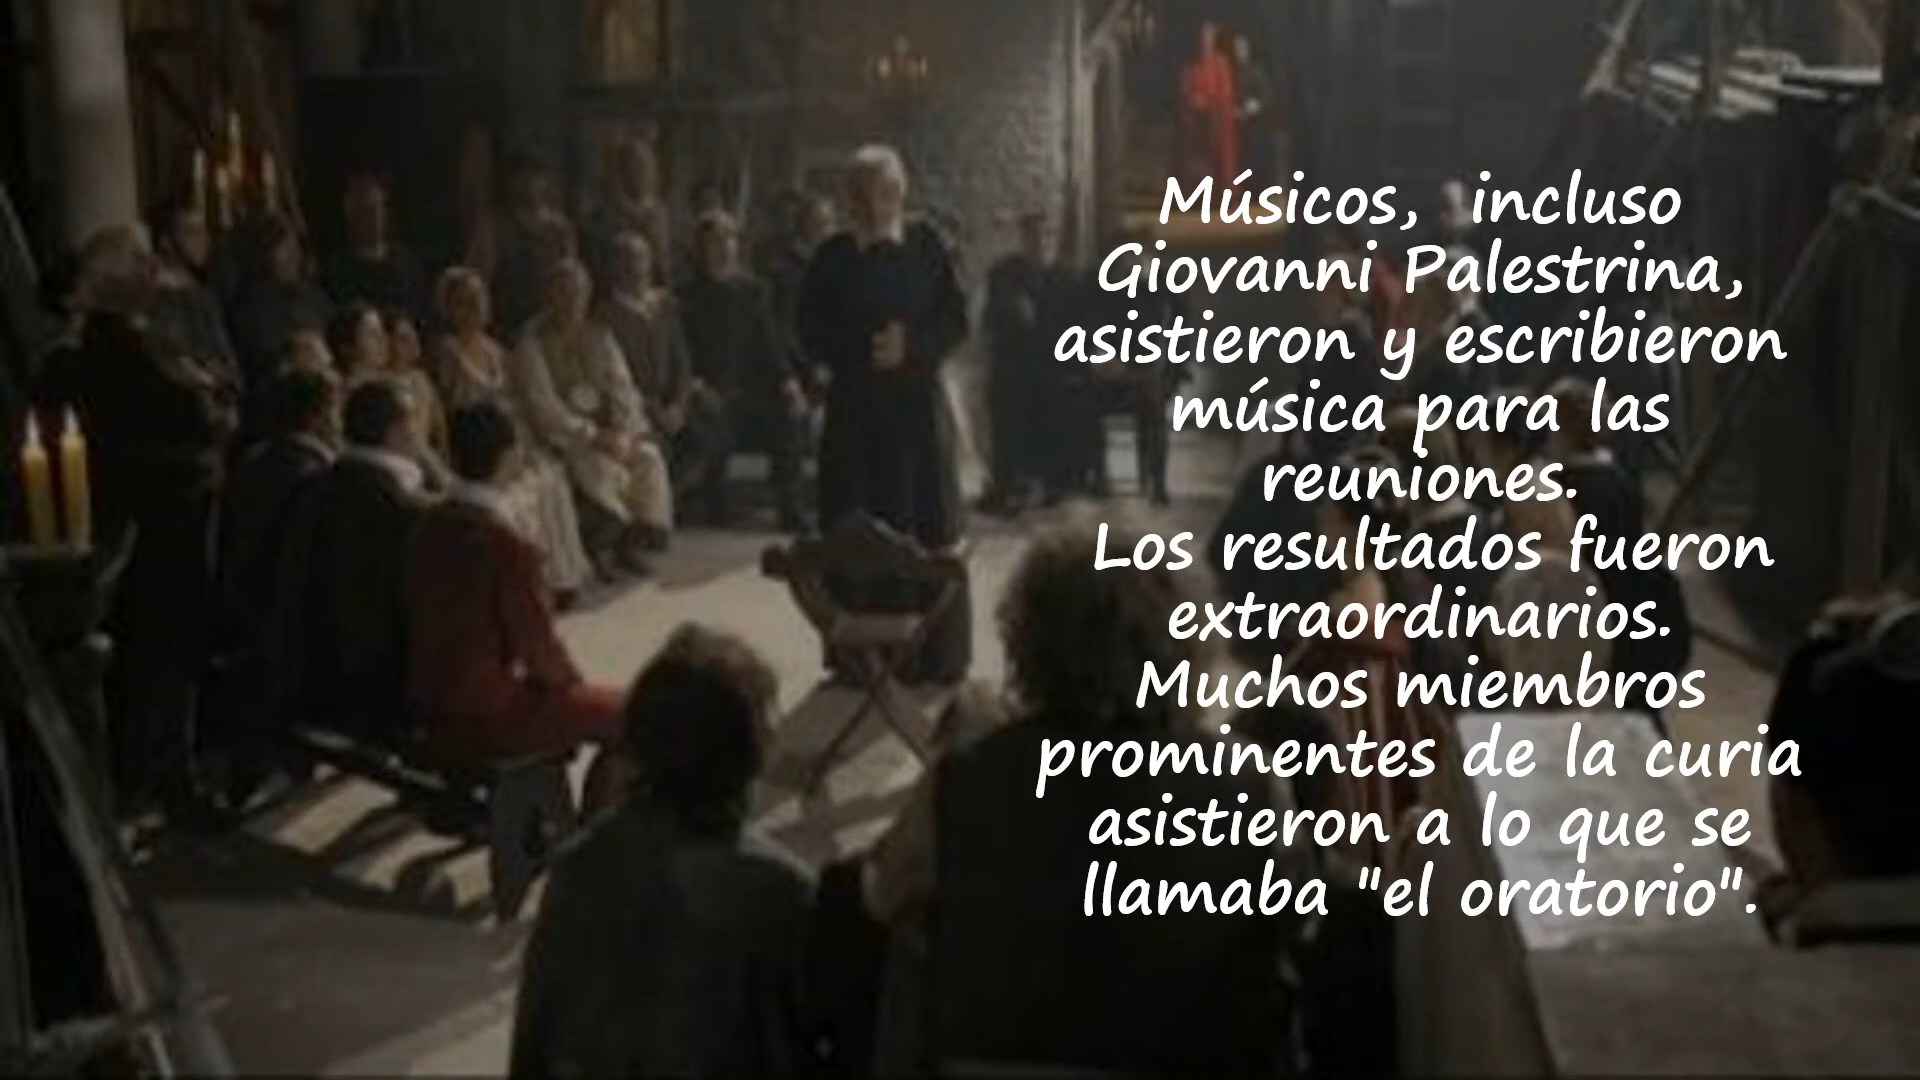 Músicos,  incluso
Giovanni Palestrina,
asistieron y escribieron
música para las
reuniones.
Los resultados fueron
extraordinarios.
Muchos miembros
prominentes de la curia
asistieron a lo que se
llamaba "el oratorio".